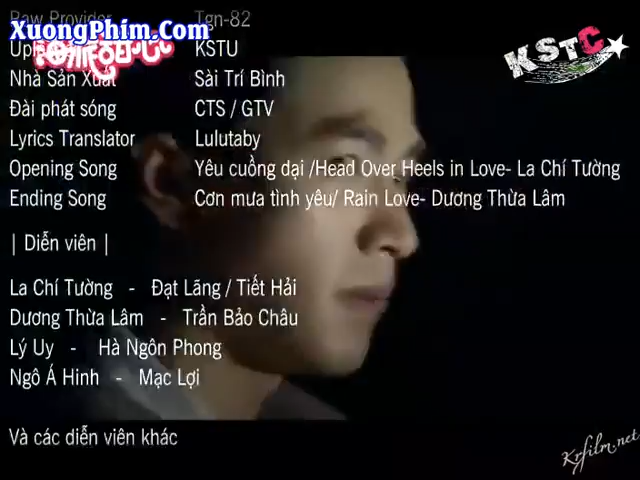 Raw Provider Tgn-82
XuongPhim.Com
KSTU
KSTC
Nhà Sản Xuất Sài Trí Bình
Đài phát sóng CTS / GTV
Lyrics Translator Lulutaby
Opening Song Yêu cuồng dại /Head Over Heels in Love- La Chí Tường
Ending Song Cơn mưa tình yêu/ Rain Love- Dương Thừa Lâm
| Diễn viên |
La Chí Tường - Đạt Lãng / Tiết Hải
Dương Thừa Lâm - Trần Bảo Châu
Lý Uy - Hà Ngôn Phong
Ngô Á Hinh - Mạc Lợi
Và các diễn viên khác
Krfilm.net